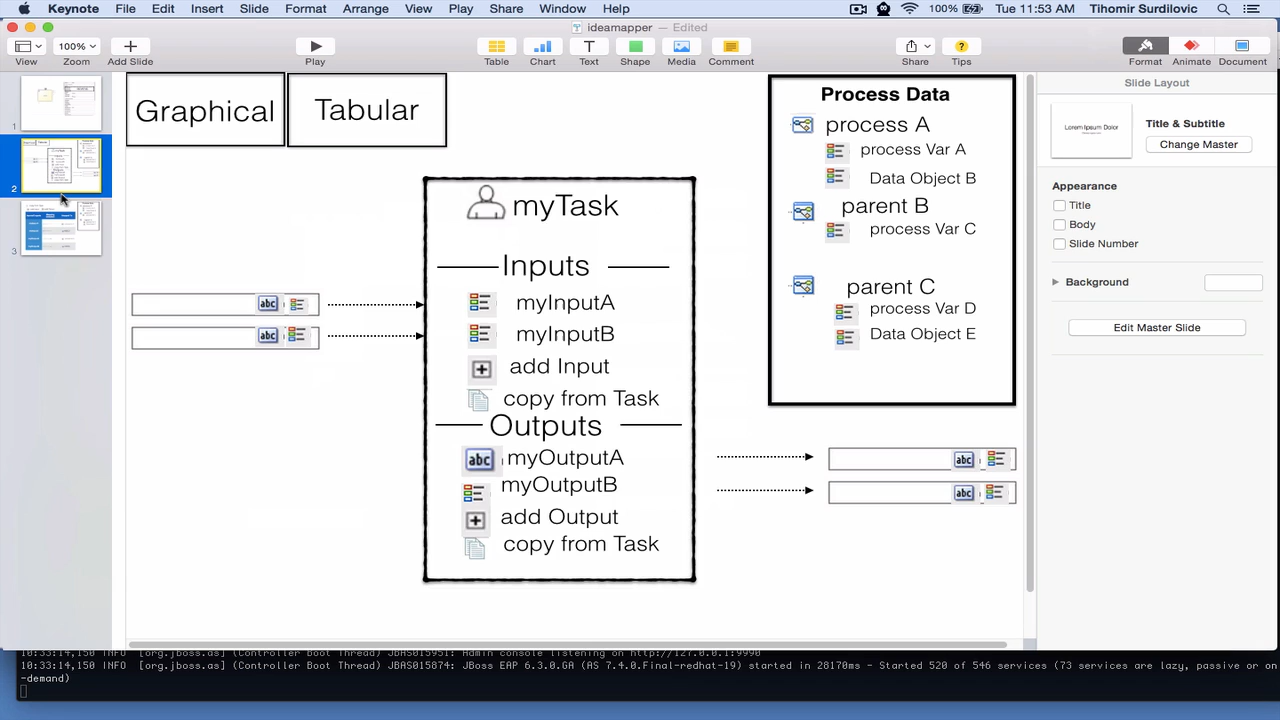 Keynote File Edit Insert Slide Format Arrange View Play Share Window Help 100% Tue 11:53 AM Tihomir Surdilovic
ideamapper — Edited
100%
View Zoom Add Slide Play Table Chart Text Shape Media Comment Share Tips Format Animate Document
1
2
3
Graphical
Tabular
myTask
Inputs
myInputA
myInputB
add Input
copy from Task
Outputs
abc myOutputA
myOutputB
add Output
copy from Task
abc
abc
abc
abc
Process Data
process A
process Var A
Data Object B
parent B
process Var C
parent C
process Var D
Data Object E
Slide Layout
Lorem Ipsum Dolor
Title & Subtitle
Change Master
Appearance
Title
Body
Slide Number
Background
Edit Master Slide
10:33:14,150 INFO [org.jboss.as] (Controller Boot Thread) JBAS015951: Admin console listening on http://127.0.0.1:9990
10:33:14,150 INFO [org.jboss.as] (Controller Boot Thread) JBAS015874: JBoss EAP 6.3.0.GA (AS 7.4.0.Final-redhat-19) started in 28170ms - Started 520 of 546 services (73 services are lazy, passive or on
-demand)